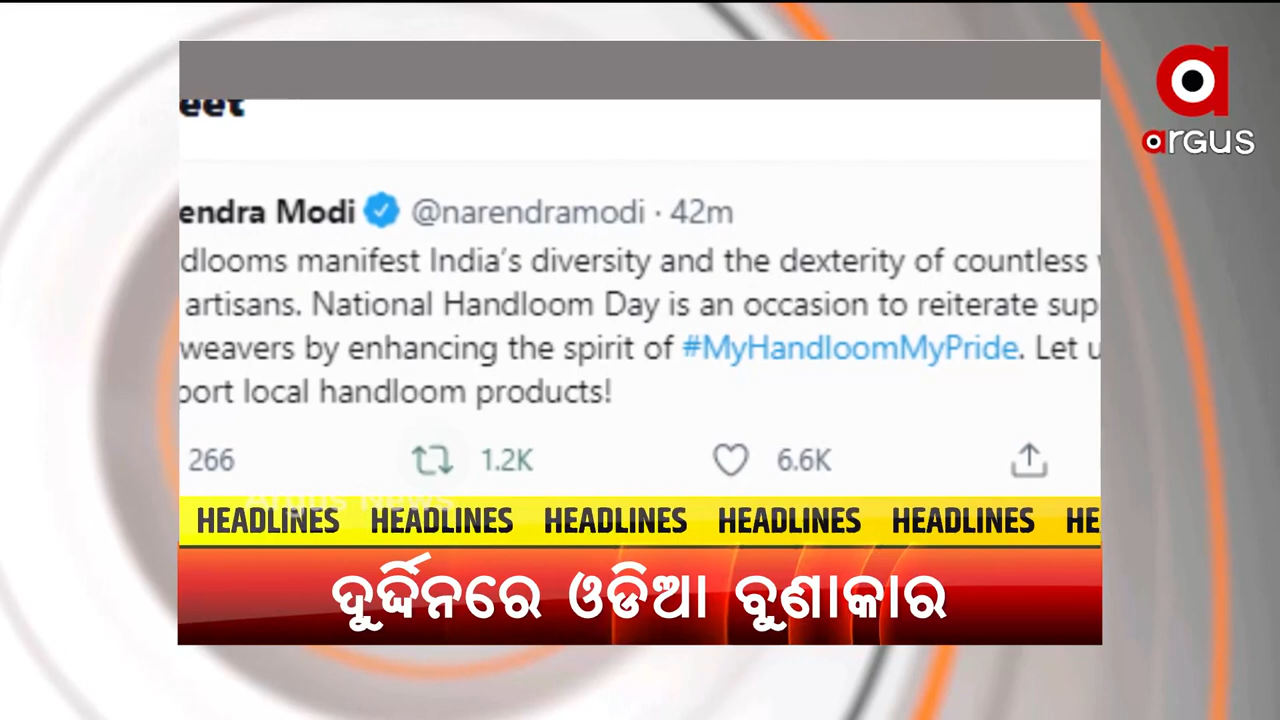 argus
eet
endra Modi @narendramodi · 42m
dlooms manifest India's diversity and the dexterity of countless
artisans. National Handloom Day is an occasion to reiterate sup
weavers by enhancing the spirit of #MyHandloomMyPride. Let u
port local handloom products!
266 1.2K 6.6K
Argus News
HEADLINES HEADLINES HEADLINES HEADLINES HEADLINES HE
ଦୁର୍ଦ୍ଦିନରେ ଓଡିଆ ବୁଣାକାର